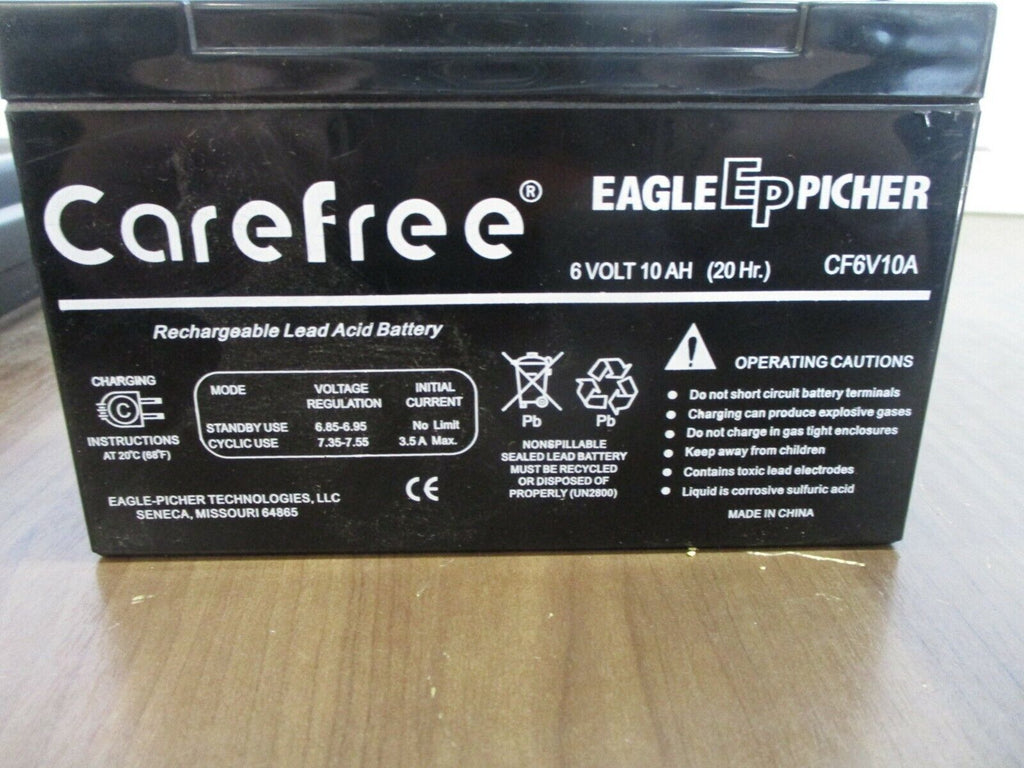 Carefree®
EAGLE EP PICHER
6 VOLT 10 AH (20 Hr.) CF6V10A
Rechargeable Lead Acid Battery
CHARGING
C
INSTRUCTIONS
AT 20°C (68°F)
MODE VOLTAGE REGULATION INITIAL CURRENT
STANDBY USE 6.85-6.95 No Limit
CYCLIC USE 7.35-7.55 3.5 A Max.
EAGLE-PICHER TECHNOLOGIES, LLC
SENECA, MISSOURI 64865
CE
Pb Pb
NONSPILLABLE
SEALED LEAD BATTERY
MUST BE RECYCLED
OR DISPOSED OF
PROPERLY (UN2800)
OPERATING CAUTIONS
● Do not short circuit battery terminals
● Charging can produce explosive gases
● Do not charge in gas tight enclosures
● Keep away from children
● Contains toxic lead electrodes
● Liquid is corrosive sulfuric acid
MADE IN CHINA